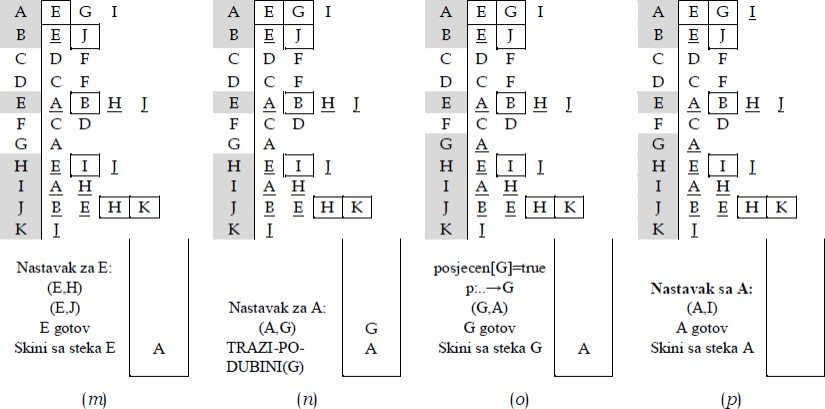 A E G I
B E J
C D F
D C F
E A B H J
F C D
G A
H E I J
I A H
J B E H K
K J
Nastavak za E:
(E,H)
(E,J)
E gotov
Skini sa steka E
A
(m)
A E G I
B E J
C D F
D C F
E A B H J
F C D
G A
H E I J
I A H
J B E H K
K J
Nastavak za A:
(A,G)
TRAZI-PO-
DUBINI(G)
G
A
(n)
A E G I
B E J
C D F
D C F
E A B H J
F C D
G A
H E I J
I A H
J B E H K
K J
posjecen[G]=true
p:..→G
(G,A)
G gotov
Skini sa steka G
A
(o)
A E G I
B E J
C D F
D C F
E A B H J
F C D
G A
H E I J
I A H
J B E H K
K J
Nastavak sa A:
(A,I)
A gotov
Skini sa steka A
(p)